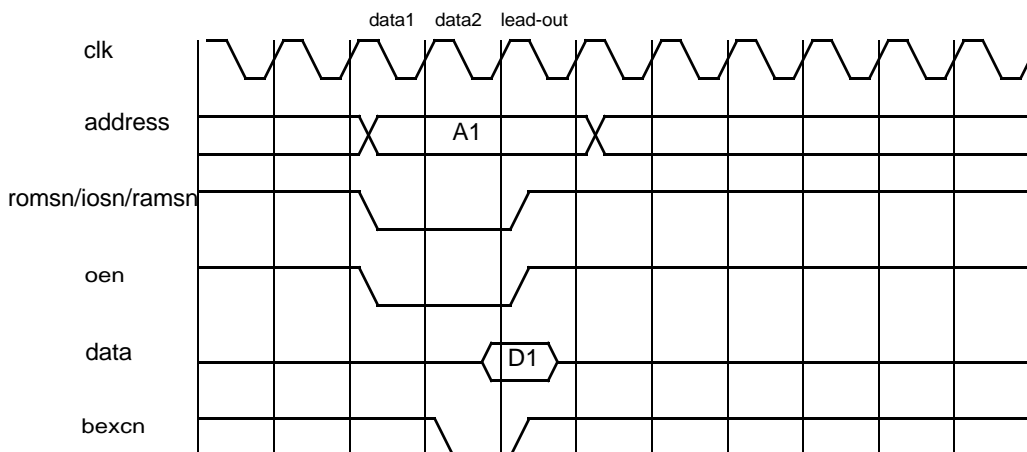 data1 data2 lead-out
clk
address
A1
romsn/iosn/ramsn
oen
data
D1
bexcn